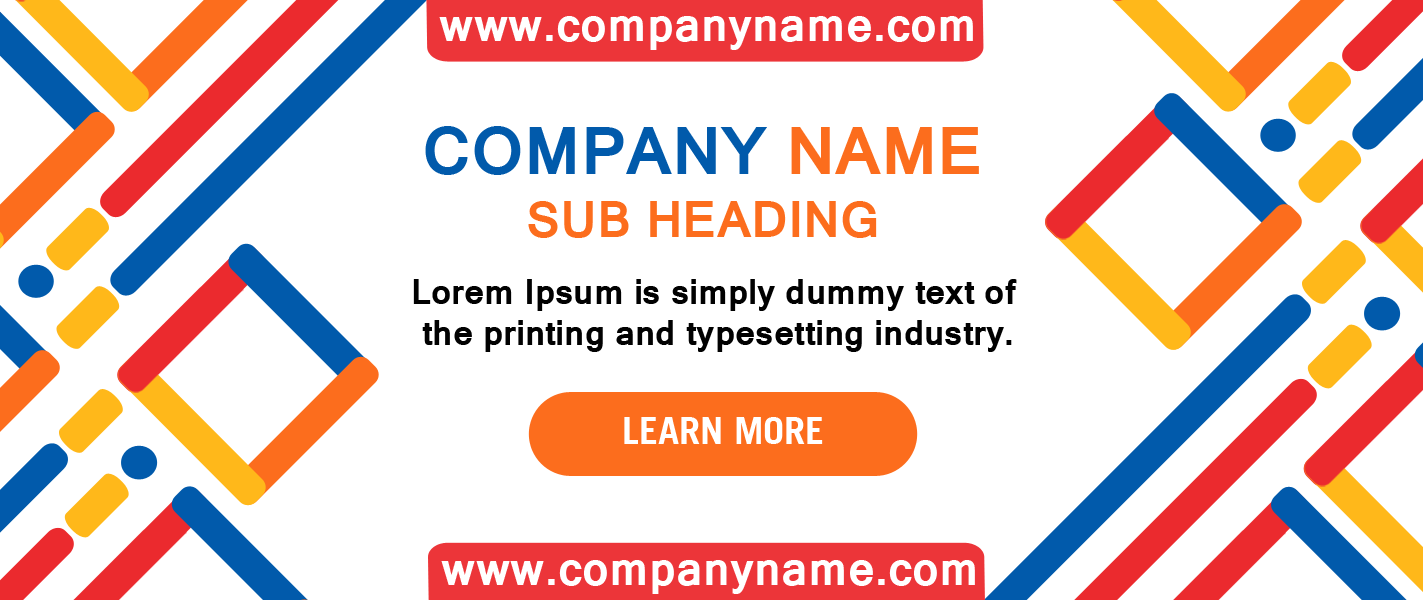 www.companyname.com
COMPANY NAME
SUB HEADING
Lorem Ipsum is simply dummy text of
the printing and typesetting industry.
LEARN MORE
www.companyname.com